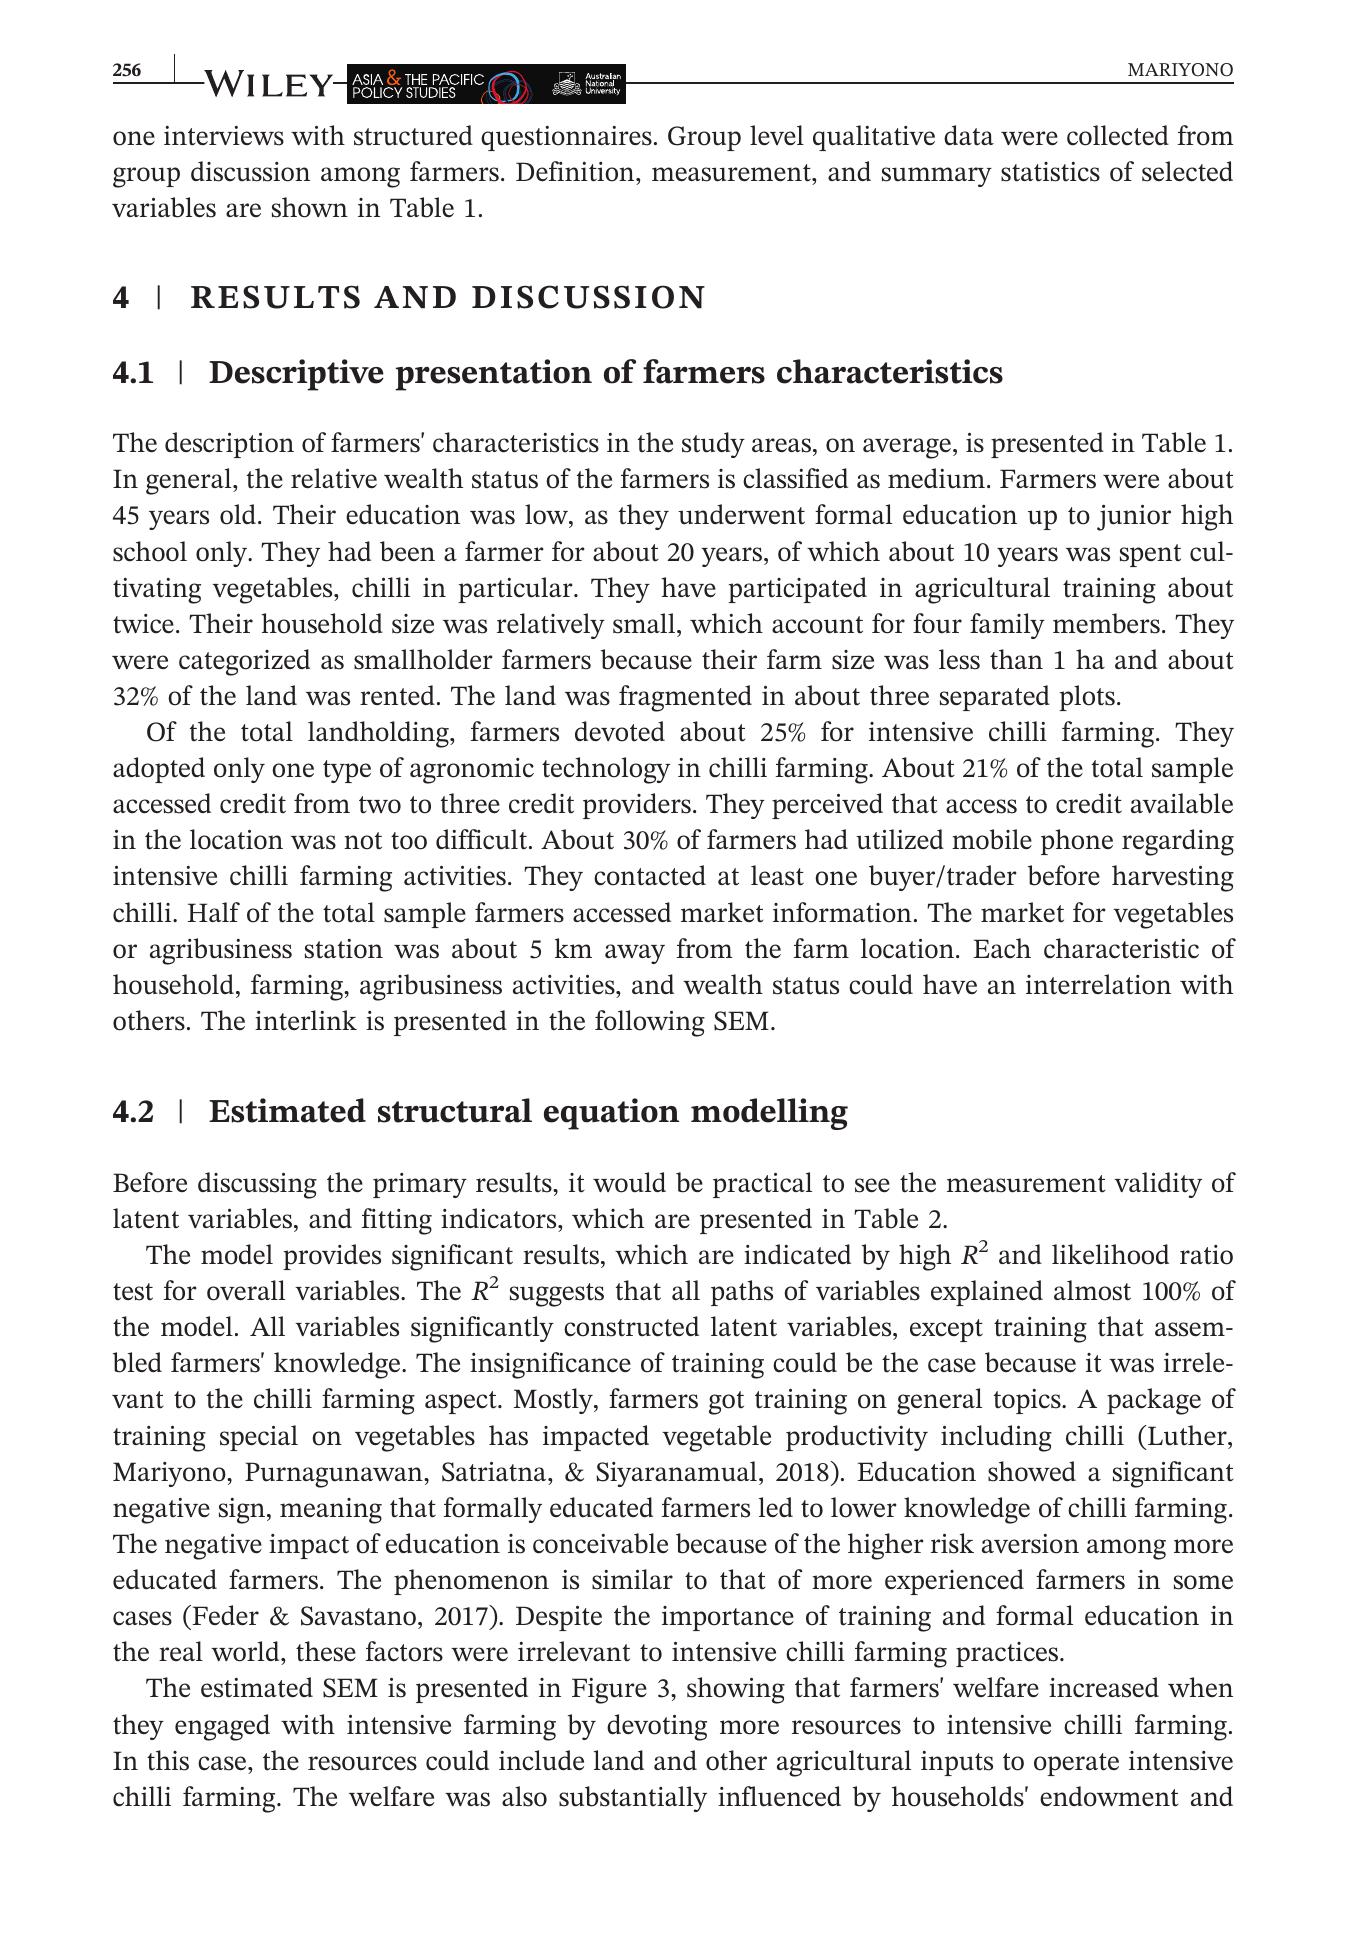 256
WILEY
ASIA & THE PACIFIC
POLICY STUDIES
Australian
National
University
MARIYONO
one interviews with structured questionnaires. Group level qualitative data were collected from
group discussion among farmers. Definition, measurement, and summary statistics of selected
variables are shown in Table 1.
4 | RESULTS AND DISCUSSION
4.1 | Descriptive presentation of farmers characteristics
The description of farmers' characteristics in the study areas, on average, is presented in Table 1.
In general, the relative wealth status of the farmers is classified as medium. Farmers were about
45 years old. Their education was low, as they underwent formal education up to junior high
school only. They had been a farmer for about 20 years, of which about 10 years was spent cul-
tivating vegetables, chilli in particular. They have participated in agricultural training about
twice. Their household size was relatively small, which account for four family members. They
were categorized as smallholder farmers because their farm size was less than 1 ha and about
32% of the land was rented. The land was fragmented in about three separated plots.
Of the total landholding, farmers devoted about 25% for intensive chilli farming. They
adopted only one type of agronomic technology in chilli farming. About 21% of the total sample
accessed credit from two to three credit providers. They perceived that access to credit available
in the location was not too difficult. About 30% of farmers had utilized mobile phone regarding
intensive chilli farming activities. They contacted at least one buyer/trader before harvesting
chilli. Half of the total sample farmers accessed market information. The market for vegetables
or agribusiness station was about 5 km away from the farm location. Each characteristic of
household, farming, agribusiness activities, and wealth status could have an interrelation with
others. The interlink is presented in the following SEM.
4.2 | Estimated structural equation modelling
Before discussing the primary results, it would be practical to see the measurement validity of
latent variables, and fitting indicators, which are presented in Table 2.
The model provides significant results, which are indicated by high R² and likelihood ratio
test for overall variables. The R² suggests that all paths of variables explained almost 100% of
the model. All variables significantly constructed latent variables, except training that assem-
bled farmers' knowledge. The insignificance of training could be the case because it was irrele-
vant to the chilli farming aspect. Mostly, farmers got training on general topics. A package of
training special on vegetables has impacted vegetable productivity including chilli (Luther,
Mariyono, Purnagunawan, Satriatna, & Siyaranamual, 2018). Education showed a significant
negative sign, meaning that formally educated farmers led to lower knowledge of chilli farming.
The negative impact of education is conceivable because of the higher risk aversion among more
educated farmers. The phenomenon is similar to that of more experienced farmers in some
cases (Feder & Savastano, 2017). Despite the importance of training and formal education in
the real world, these factors were irrelevant to intensive chilli farming practices.
The estimated SEM is presented in Figure 3, showing that farmers' welfare increased when
they engaged with intensive farming by devoting more resources to intensive chilli farming.
In this case, the resources could include land and other agricultural inputs to operate intensive
chilli farming. The welfare was also substantially influenced by households' endowment and